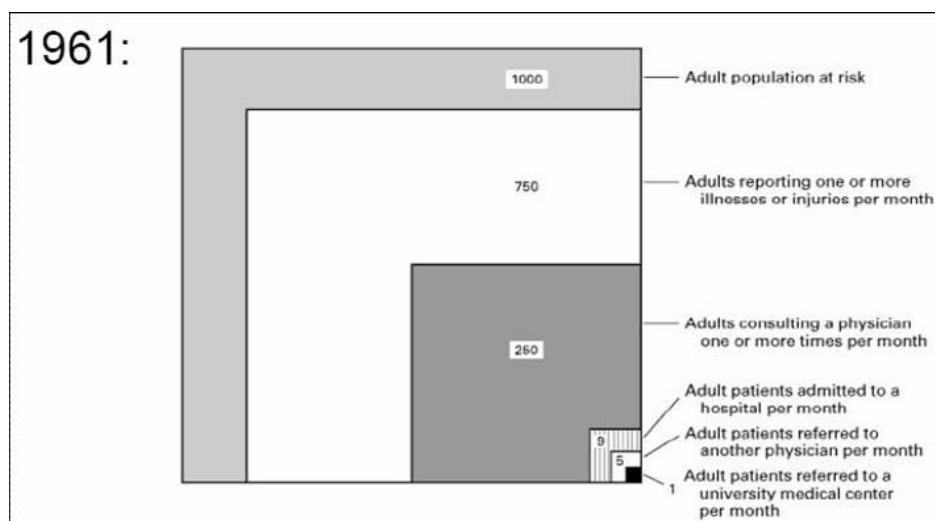 1961:
1000
Adult population at risk
750
Adults reporting one or more
illnesses or injuries per month
250
Adults consulting a physician
one or more times per month
9
Adult patients admitted to a
hospital per month
5
Adult patients referred to
another physician per month
1
Adult patients referred to a
university medical center
per month